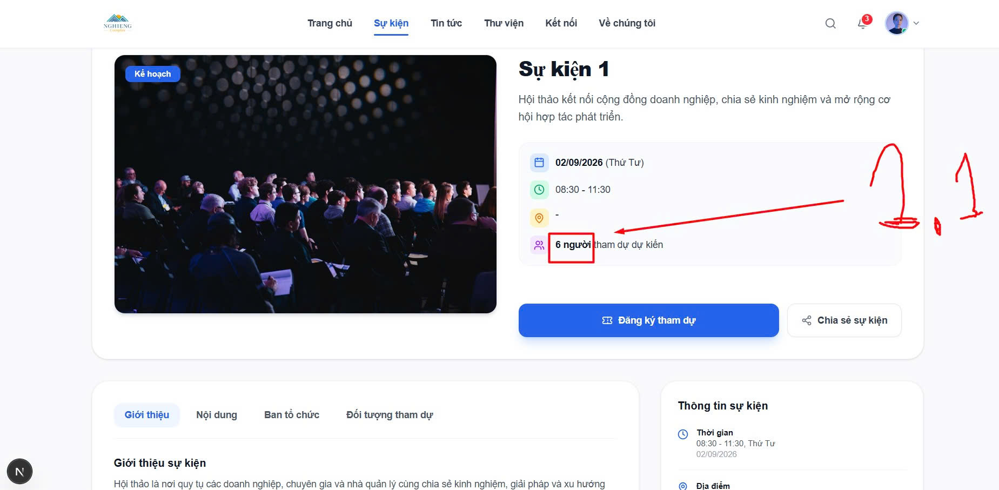 NGHIENG
Complex
Trang chủ
Sự kiện
Tin tức
Thư viện
Kết nối
Về chúng tôi
3
Kế hoạch
Sự kiện 1
Hội thảo kết nối cộng đồng doanh nghiệp, chia sẻ kinh nghiệm và mở rộng cơ
hội hợp tác phát triển.
02/09/2026 (Thứ Tư)
08:30 - 11:30
-
6 người tham dự dự kiến
1.1
Đăng ký tham dự
Chia sẻ sự kiện
Giới thiệu
Nội dung
Ban tổ chức
Đối tượng tham dự
Giới thiệu sự kiện
Hội thảo là nơi quy tụ các doanh nghiệp, chuyên gia và nhà quản lý cùng chia sẻ kinh nghiệm, giải pháp và xu hướng
Thông tin sự kiện
Thời gian
08:30 - 11:30, Thứ Tư
02/09/2026
Địa điểm
N